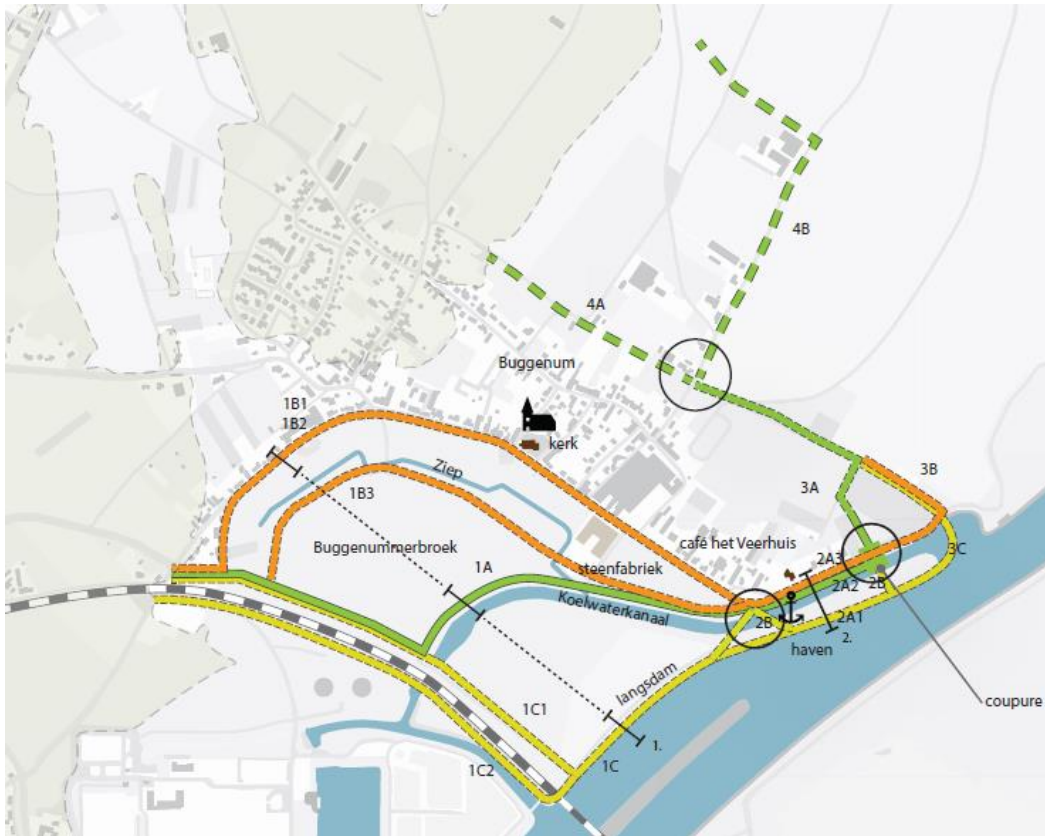 4B
4A
Buggenum
1B1
1B2
kerk
3B
Ziep
3A
1B3
café het Veerhuis
Buggenummerbroek
3C
steenfabriek
2A3
1A
2A2
2B
Koelwaterkanaal
2B
2A1
2.
haven
langsdam
coupure
1C1
1.
1C2
1C